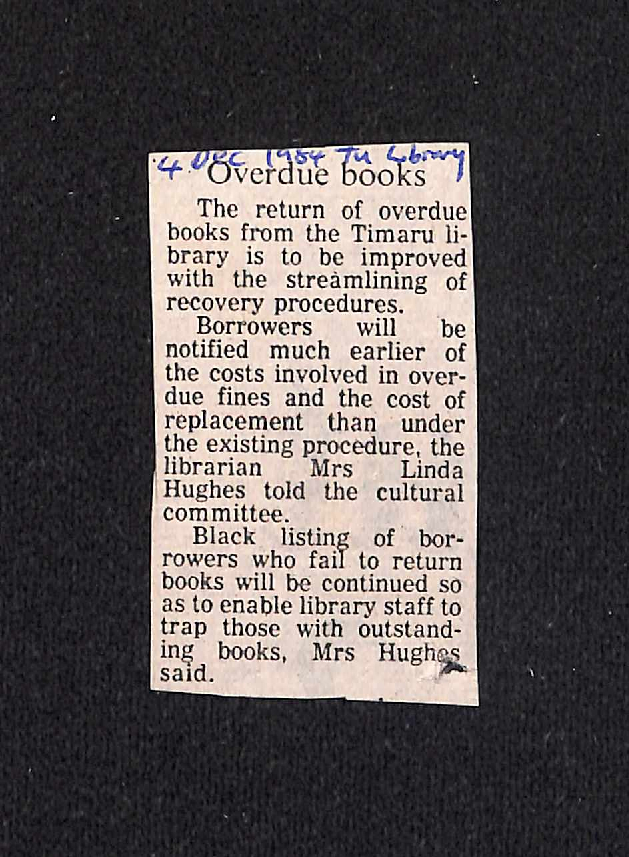 4 Dec 1984 Tu Library
Overdue books
The return of overdue
books from the Timaru li-
brary is to be improved
with the streamlining of
recovery procedures.
Borrowers will be
notified much earlier of
the costs involved in over-
due fines and the cost of
replacement than under
the existing procedure, the
librarian Mrs Linda
Hughes told the cultural
committee.
Black listing of bor-
rowers who fail to return
books will be continued so
as to enable library staff to
trap those with outstand-
ing books, Mrs Hughes
said.